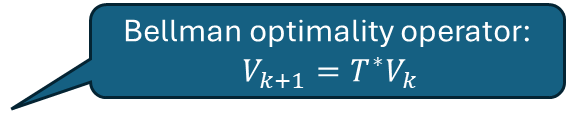 Bellman optimality operator:
$V_{k+1} = T^*V_k$